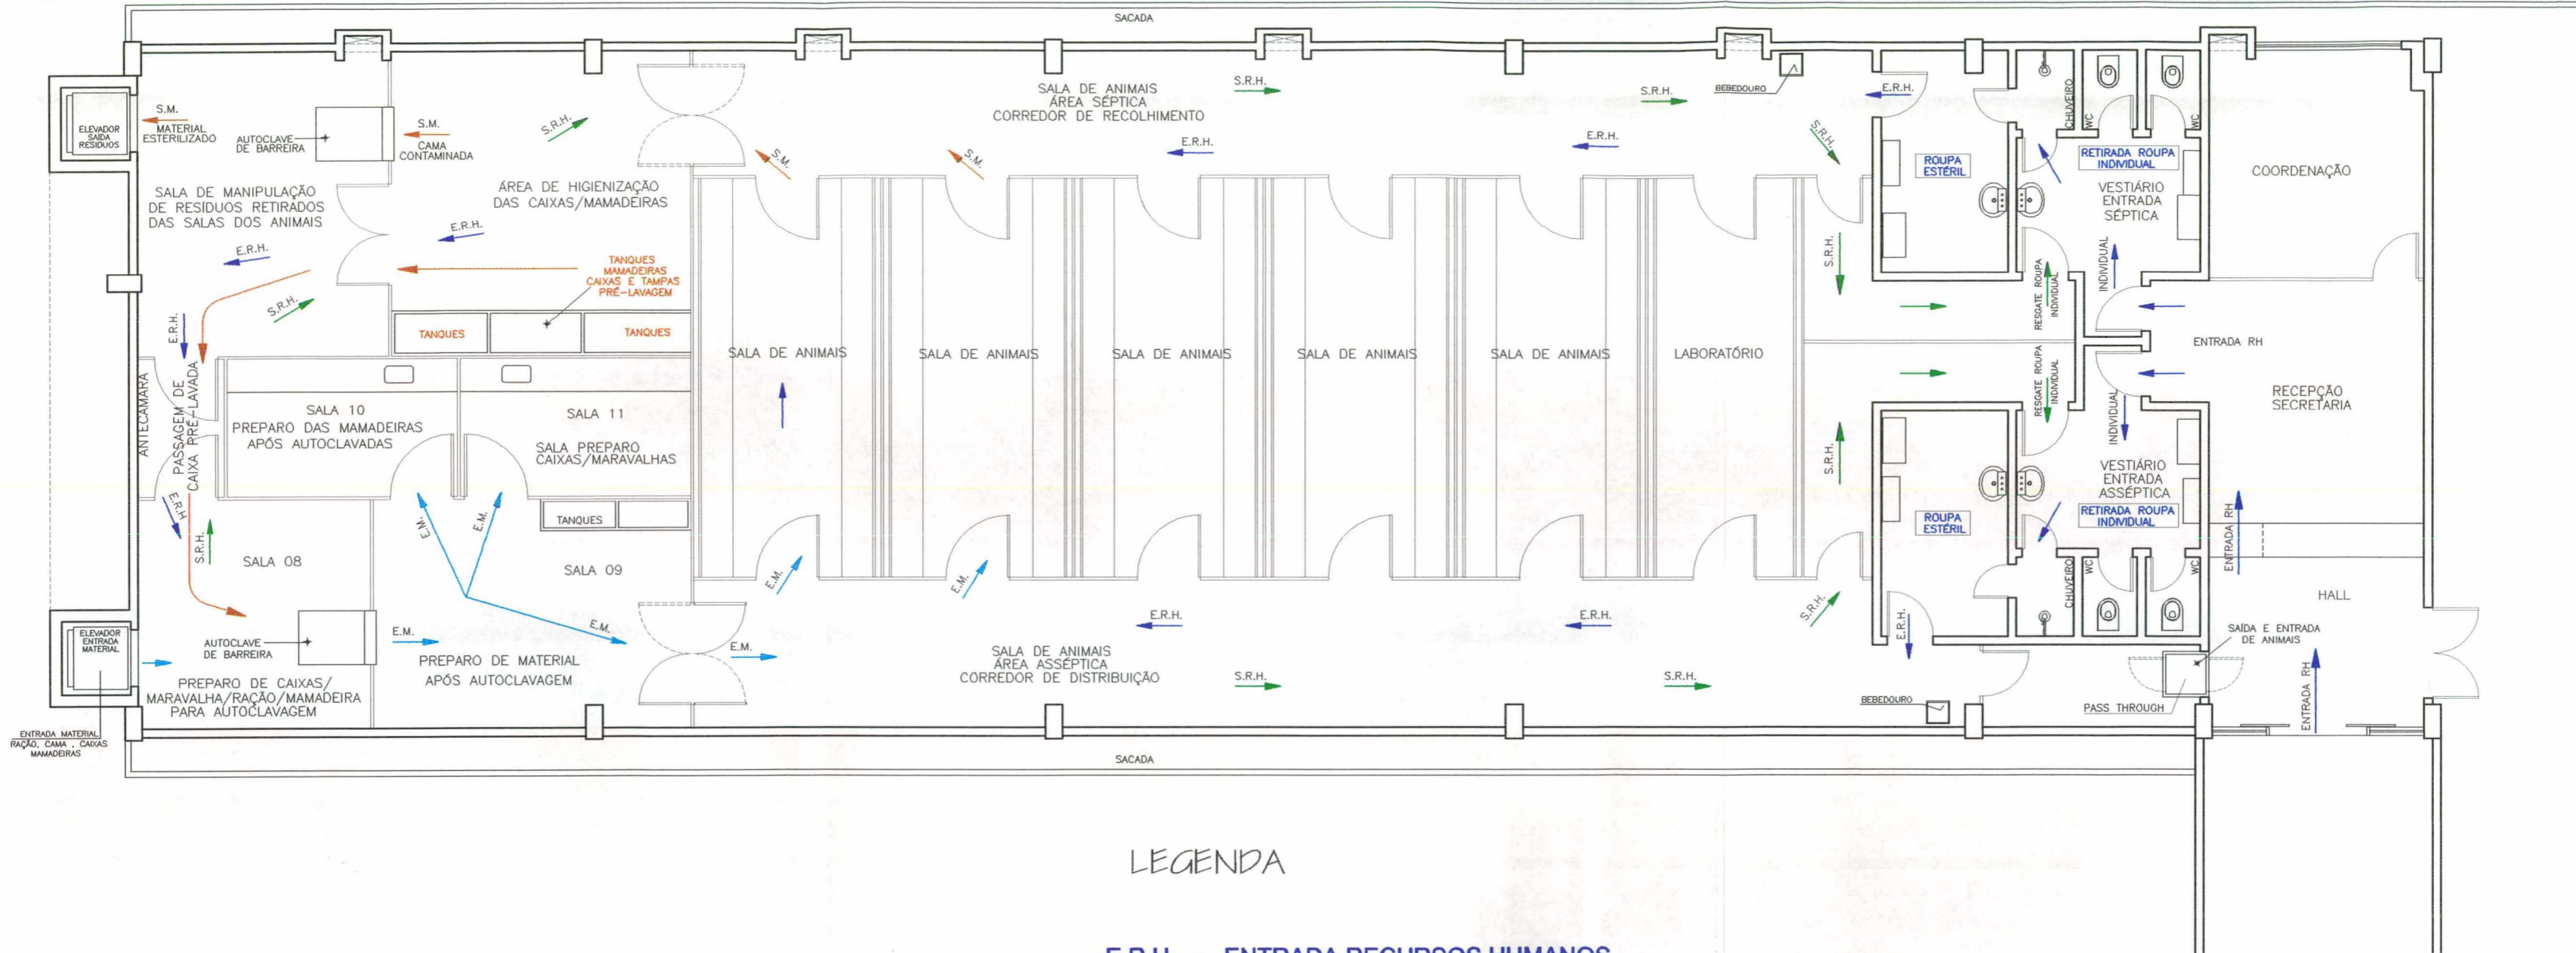 SACADA
ELEVADOR
SAÍDA
RESÍDUOS
S.M.
MATERIAL
ESTERILIZADO
AUTOCLAVE
DE BARREIRA
S.M.
CAMA
CONTAMINADA
S.R.H.
SALA DE ANIMAIS
ÁREA SÉPTICA
CORREDOR DE RECOLHIMENTO
S.R.H.
S.R.H.
BEBEDOURO
E.R.H.
E.R.H.
E.R.H.
S.R.H.
S.M.
S.M.
CHUVEIRO
WC
WC
ROUPA
ESTÉRIL
RETIRADA ROUPA
INDIVIDUAL
VESTIÁRIO
ENTRADA
SÉPTICA
COORDENAÇÃO
SALA DE MANIPULAÇÃO
DE RESÍDUOS RETIRADOS
DAS SALAS DOS ANIMAIS
ÁREA DE HIGIENIZAÇÃO
DAS CAIXAS/MAMADEIRAS
E.R.H.
E.R.H.
TANQUES
MAMADEIRAS
CAIXAS E TAMPAS
PRÉ-LAVAGEM
S.R.H.
E.R.H.
TANQUES
TANQUES
S.R.H.
RESGATE ROUPA
INDIVIDUAL
INDIVIDUAL
ENTRADA RH
SALA DE ANIMAIS
SALA DE ANIMAIS
SALA DE ANIMAIS
SALA DE ANIMAIS
SALA DE ANIMAIS
LABORATÓRIO
ANTECÂMARA
PASSAGEM DE
CAIXA PRÉ-LAVADA
SALA 10
PREPARO DAS MAMADEIRAS
APÓS AUTOCLAVADAS
SALA 11
SALA PREPARO
CAIXAS/MARAVALHAS
RESGATE ROUPA
INDIVIDUAL
INDIVIDUAL
RECEPÇÃO
SECRETARIA
S.R.H.
VESTIÁRIO
ENTRADA
ASSÉPTICA
RETIRADA ROUPA
INDIVIDUAL
ROUPA
ESTÉRIL
ENTRADA RH
E.R.H.
S.R.H.
E.M.
E.M.
TANQUES
SALA 08
SALA 09
E.M.
E.M.
S.R.H.
CHUVEIRO
WC
WC
HALL
ELEVADOR
ENTRADA
MATERIAL
AUTOCLAVE
DE BARREIRA
E.M.
E.M.
E.M.
E.R.H.
E.R.H.
E.R.H.
SAÍDA E ENTRADA
DE ANIMAIS
PREPARO DE MATERIAL
APÓS AUTOCLAVAGEM
SALA DE ANIMAIS
ÁREA ASSÉPTICA
CORREDOR DE DISTRIBUIÇÃO
S.R.H.
S.R.H.
PREPARO DE CAIXAS/
MARAVALHA/RAÇÃO/MAMADEIRA
PARA AUTOCLAVAGEM
BEBEDOURO
PASS THROUGH
ENTRADA RH
ENTRADA MATERIAL
RAÇÃO, CAMA , CAIXAS
MAMADEIRAS
SACADA
LEGENDA
E.R.H. - ENTRADA RECURSOS HUMANOS